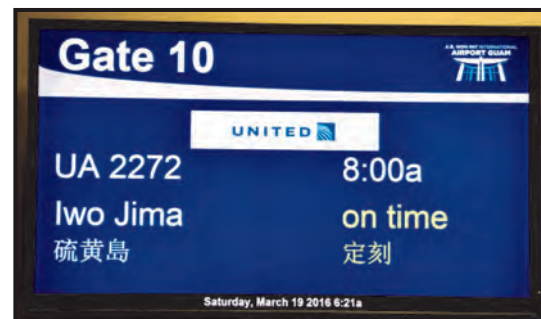 Gate 10
A.B. WON PAT INTERNATIONAL
AIRPORT GUAM
UNITED
UA 2272 8:00a
Iwo Jima on time
硫黄島 定刻
Saturday, March 19 2016 6:21a